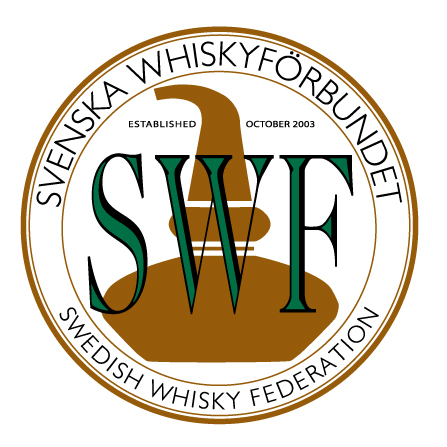 SVENSKA WHISKYFÖRBUNDET
ESTABLISHED OCTOBER 2003
SWF
SWEDISH WHISKY FEDERATION